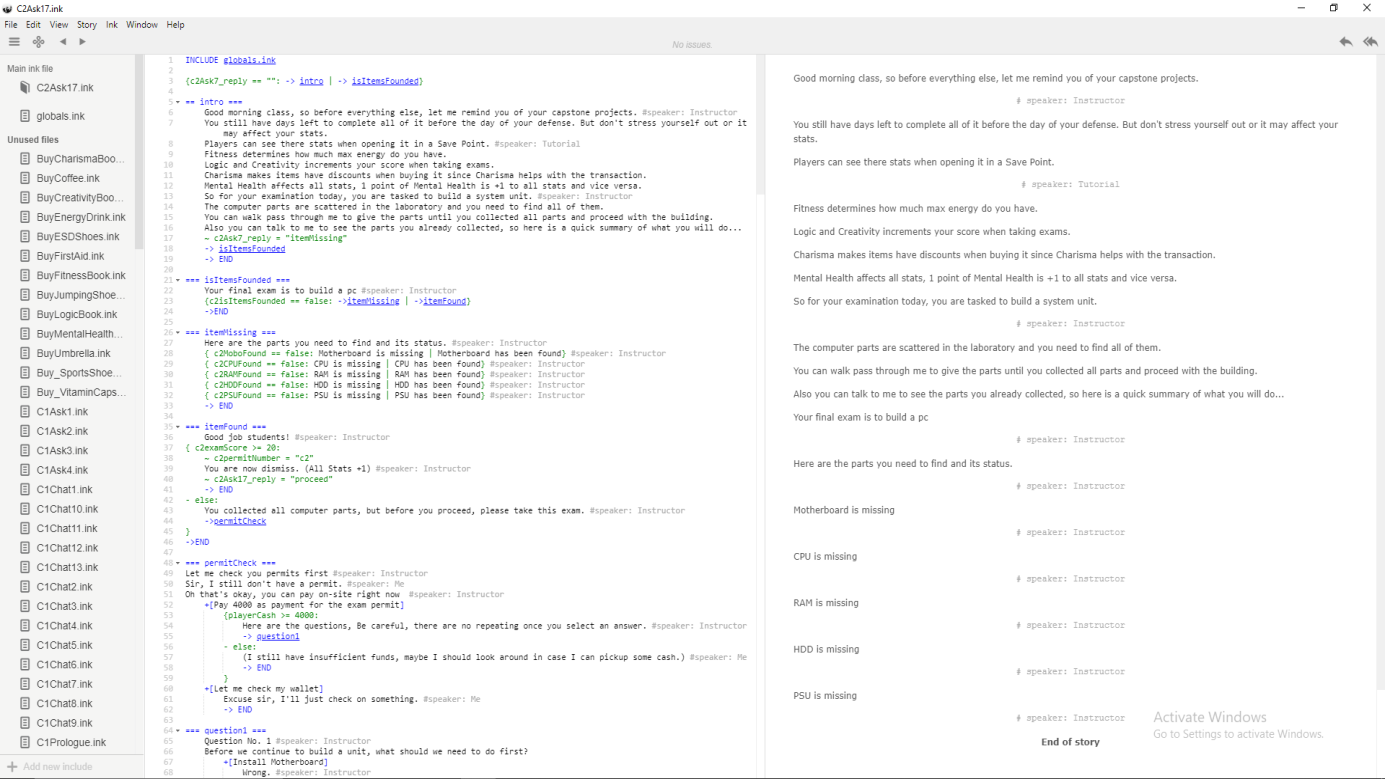 C2Ask17.ink
File Edit View Story Ink Window Help
No issues.
Main ink file
C2Ask17.ink
globals.ink
Unused files
BuyCharismaBoo...
BuyCoffee.ink
BuyCreativityBoo...
BuyEnergyDrink.ink
BuyESDShoes.ink
BuyFirstAid.ink
BuyFitnessBook.ink
BuyJumpingShoe...
BuyLogicBook.ink
BuyMentalHealth...
BuyUmbrella.ink
Buy_SportsShoe...
Buy_VitaminCaps...
C1Ask1.ink
C1Ask2.ink
C1Ask3.ink
C1Ask4.ink
C1Chat1.ink
C1Chat10.ink
C1Chat11.ink
C1Chat12.ink
C1Chat13.ink
C1Chat2.ink
C1Chat3.ink
C1Chat4.ink
C1Chat5.ink
C1Chat6.ink
C1Chat7.ink
C1Chat8.ink
C1Chat9.ink
C1Prologue.ink
Add new include
1 INCLUDE globals.ink
2
3 {c2Ask7_reply == "": -> intro | -> isItemsFounded}
4
5 == intro ===
6 Good morning class, so before everything else, let me remind you of your capstone projects. #speaker: Instructor
7 You still have days left to complete all of it before the day of your defense. But don't stress yourself out or it
may affect your stats.
8 Players can see there stats when opening it in a Save Point. #speaker: Tutorial
9 Fitness determines how much max energy do you have.
10 Logic and Creativity increments your score when taking exams.
11 Charisma makes items have discounts when buying it since Charisma helps with the transaction.
12 Mental Health affects all stats, 1 point of Mental Health is +1 to all stats and vice versa.
13 So for your examination today, you are tasked to build a system unit. #speaker: Instructor
14 The computer parts are scattered in the laboratory and you need to find all of them.
15 You can walk pass through me to give the parts until you collected all parts and proceed with the building.
16 Also you can talk to me to see the parts you already collected, so here is a quick summary of what you will do...
17 ~ c2Ask7_reply = "itemMissing"
18 -> isItemsFounded
19 -> END
20
21 === isItemsFounded ===
22 Your final exam is to build a pc #speaker: Instructor
23 {c2isItemsFounded == false: ->itemMissing | ->itemFound}
24 ->END
25
26 === itemMissing ===
27 Here are the parts you need to find and its status. #speaker: Instructor
28 { c2MoboFound == false: Motherboard is missing | Motherboard has been found} #speaker: Instructor
29 { c2CPUFound == false: CPU is missing | CPU has been found} #speaker: Instructor
30 { c2RAMFound == false: RAM is missing | RAM has been found} #speaker: Instructor
31 { c2HDDFound == false: HDD is missing | HDD has been found} #speaker: Instructor
32 { c2PSUFound == false: PSU is missing | PSU has been found} #speaker: Instructor
33 -> END
34
35 === itemFound ===
36 Good job students! #speaker: Instructor
37 { c2examScore >= 20:
38 ~ c2permitNumber = "c2"
39 You are now dismiss. (All Stats +1) #speaker: Instructor
40 ~ c2Ask17_reply = "proceed"
41 -> END
42 - else:
43 You collected all computer parts, but before you proceed, please take this exam. #speaker: Instructor
44 ->permitCheck
45 }
46 ->END
47
48 === permitCheck ===
49 Let me check you permits first #speaker: Instructor
50 Sir, I still don't have a permit. #speaker: Me
51 Oh that's okay, you can pay on-site right now #speaker: Instructor
52 +[Pay 4000 as payment for the exam permit]
53 {playerCash >= 4000:
54 Here are the questions, Be careful, there are no repeating once you select an answer. #speaker: Instructor
55 -> question1
56 - else:
57 (I still have insufficient funds, maybe I should look around in case I can pickup some cash.) #speaker: Me
58 -> END
59 }
60 +[Let me check my wallet]
61 Excuse sir, I'll just check on something. #speaker: Me
62 -> END
63
64 === question1 ===
65 Question No. 1 #speaker: Instructor
66 Before we continue to build a unit, what should we need to do first?
67 +[Install Motherboard]
68 Wrong. #speaker: Instructor
Good morning class, so before everything else, let me remind you of your capstone projects.
# speaker: Instructor
You still have days left to complete all of it before the day of your defense. But don't stress yourself out or it may affect your
stats.
Players can see there stats when opening it in a Save Point.
# speaker: Tutorial
Fitness determines how much max energy do you have.
Logic and Creativity increments your score when taking exams.
Charisma makes items have discounts when buying it since Charisma helps with the transaction.
Mental Health affects all stats, 1 point of Mental Health is +1 to all stats and vice versa.
So for your examination today, you are tasked to build a system unit.
# speaker: Instructor
The computer parts are scattered in the laboratory and you need to find all of them.
You can walk pass through me to give the parts until you collected all parts and proceed with the building.
Also you can talk to me to see the parts you already collected, so here is a quick summary of what you will do...
Your final exam is to build a pc
# speaker: Instructor
Here are the parts you need to find and its status.
# speaker: Instructor
Motherboard is missing
# speaker: Instructor
CPU is missing
# speaker: Instructor
RAM is missing
# speaker: Instructor
HDD is missing
# speaker: Instructor
PSU is missing
# speaker: Instructor
End of story
Activate Windows
Go to Settings to activate Windows.